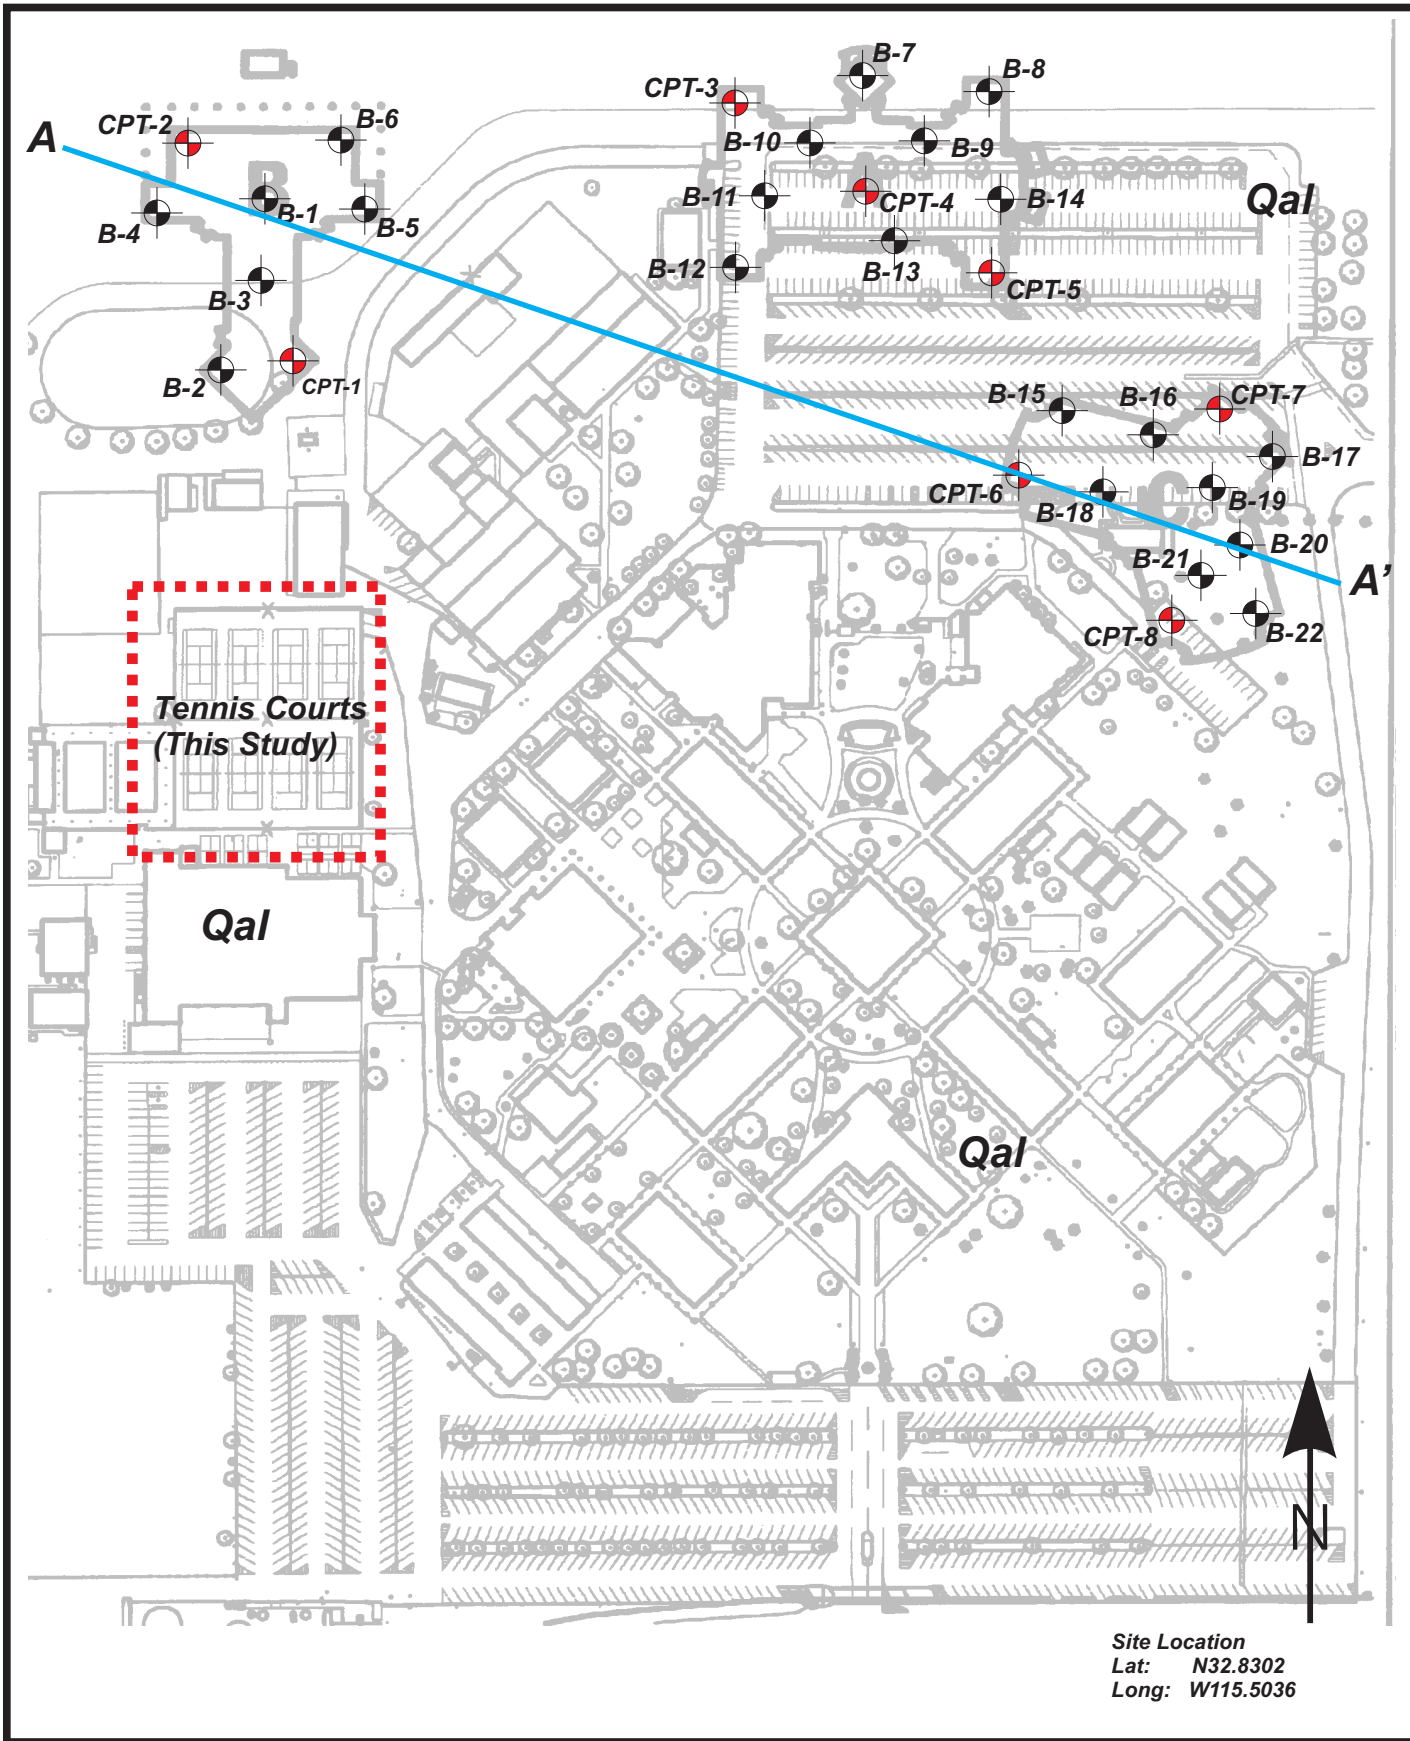 B-7
B-8
CPT-3
CPT-2
B-6
A
B-10
B-9
B-11
CPT-4
B-14
Qal
B-1
B-5
B-4
B-12
B-13
CPT-5
B-3
B-2
CPT-1
B-15
B-16
CPT-7
B-17
CPT-6
B-18
B-19
B-20
B-21
A’
CPT-8
B-22
Tennis Courts
(This Study)
Qal
Qal
N
Site Location
Lat: N32.8302
Long: W115.5036